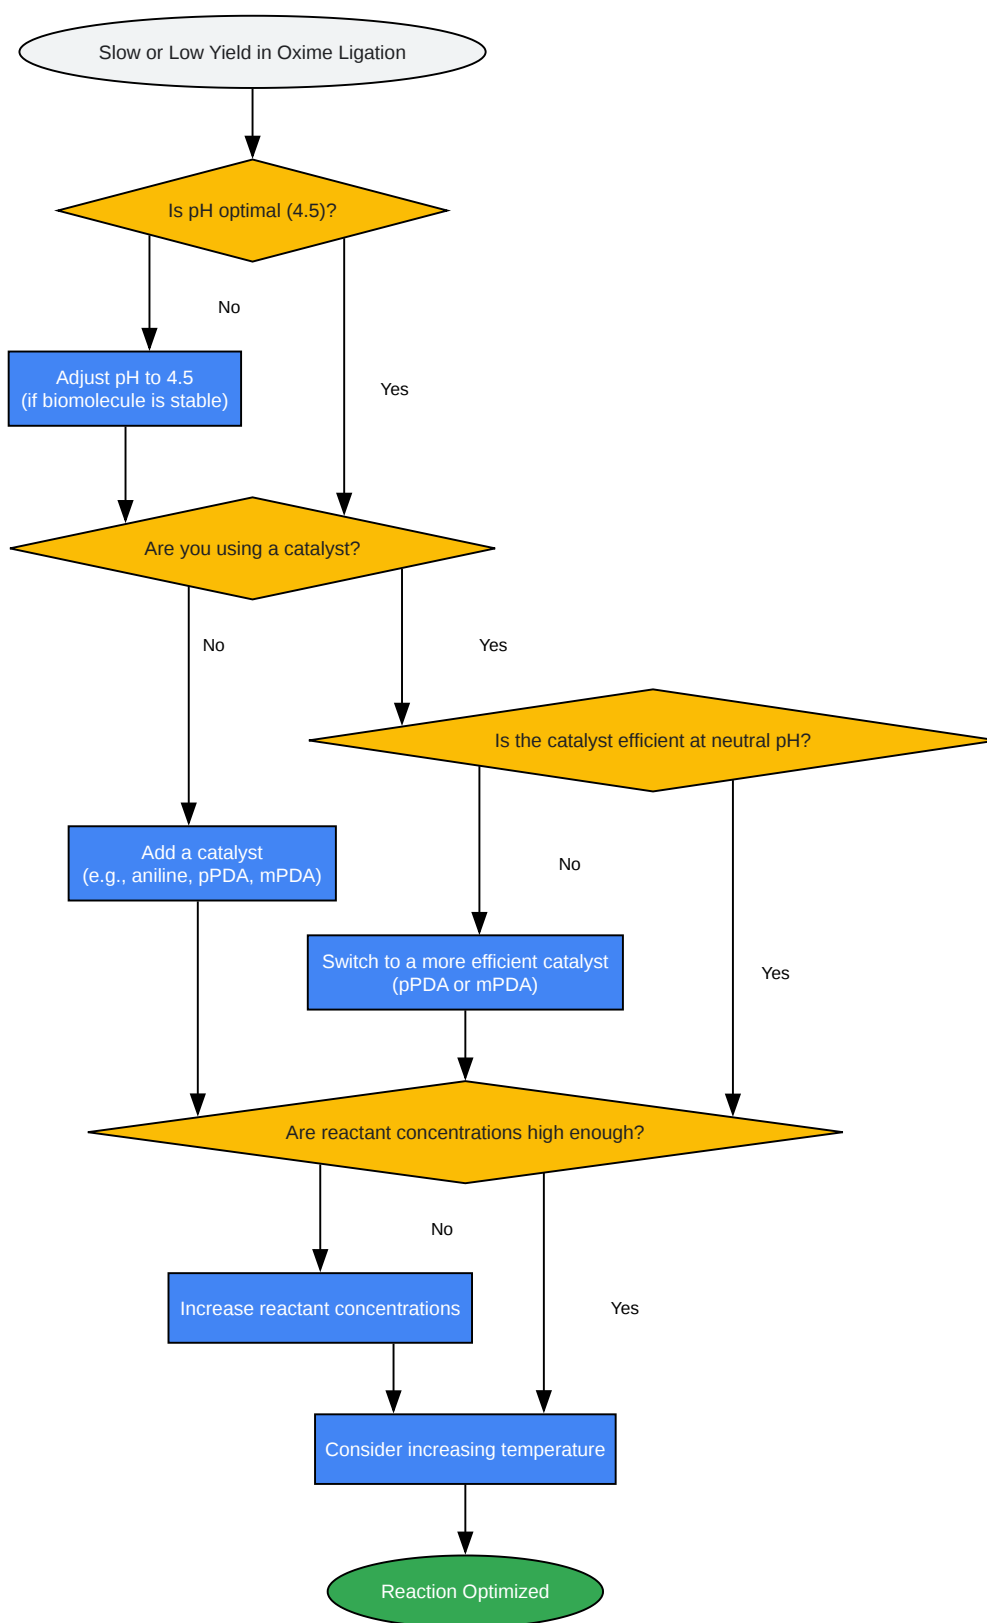 Slow or Low Yield in Oxime Ligation
Is pH optimal (4.5)?
No
Adjust pH to 4.5
(if biomolecule is stable)
Yes
Are you using a catalyst?
No
Yes
Is the catalyst efficient at neutral pH?
Add a catalyst
(e.g., aniline, pPDA, mPDA)
No
Switch to a more efficient catalyst
(pPDA or mPDA)
Yes
Are reactant concentrations high enough?
No
Increase reactant concentrations
Yes
Consider increasing temperature
Reaction Optimized